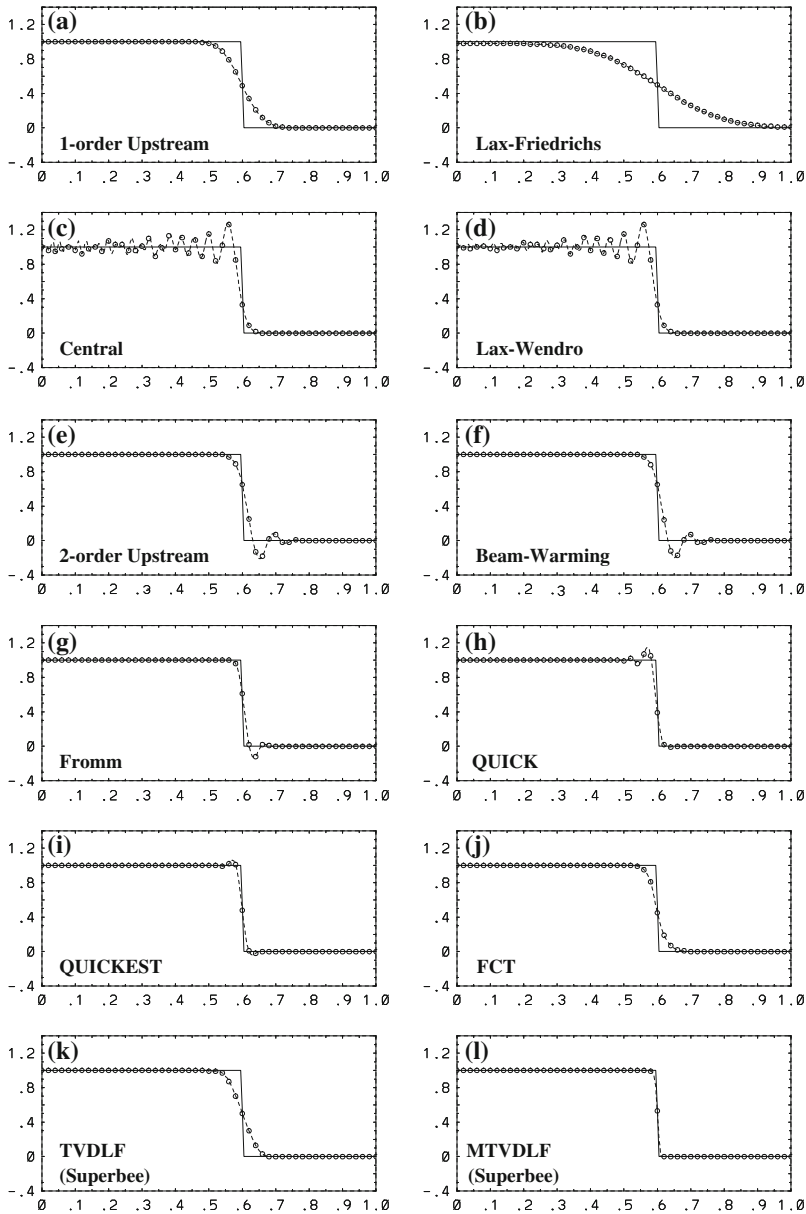 (a)
(b)
1.2
.8
.4
0
-.4
1-order Upstream
0 .1 .2 .3 .4 .5 .6 .7 .8 .9 1.0
1.2
.8
.4
0
-.4
Lax-Friedrichs
0 .1 .2 .3 .4 .5 .6 .7 .8 .9 1.0
(c)
(d)
1.2
.8
.4
0
-.4
Central
0 .1 .2 .3 .4 .5 .6 .7 .8 .9 1.0
1.2
.8
.4
0
-.4
Lax-Wendro
0 .1 .2 .3 .4 .5 .6 .7 .8 .9 1.0
(e)
(f)
1.2
.8
.4
0
-.4
2-order Upstream
0 .1 .2 .3 .4 .5 .6 .7 .8 .9 1.0
1.2
.8
.4
0
-.4
Beam-Warming
0 .1 .2 .3 .4 .5 .6 .7 .8 .9 1.0
(g)
(h)
1.2
.8
.4
0
-.4
Fromm
0 .1 .2 .3 .4 .5 .6 .7 .8 .9 1.0
1.2
.8
.4
0
-.4
QUICK
0 .1 .2 .3 .4 .5 .6 .7 .8 .9 1.0
(i)
(j)
1.2
.8
.4
0
-.4
QUICKEST
0 .1 .2 .3 .4 .5 .6 .7 .8 .9 1.0
1.2
.8
.4
0
-.4
FCT
0 .1 .2 .3 .4 .5 .6 .7 .8 .9 1.0
(k)
(l)
1.2
.8
.4
0
-.4
TVDLF
(Superbee)
0 .1 .2 .3 .4 .5 .6 .7 .8 .9 1.0
1.2
.8
.4
0
-.4
MTVDLF
(Superbee)
0 .1 .2 .3 .4 .5 .6 .7 .8 .9 1.0